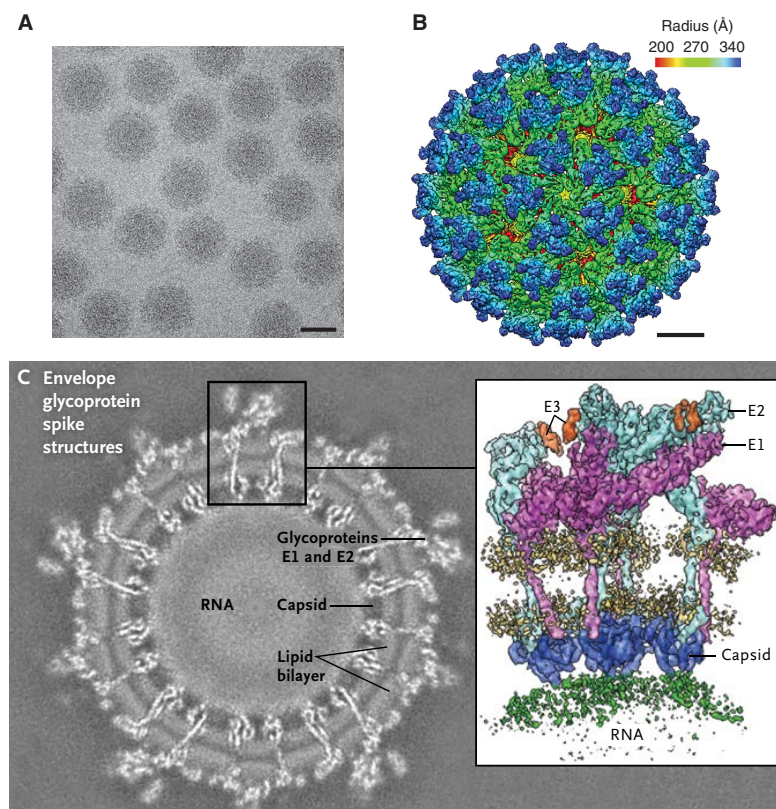 A
B
Radius (Å)
200 270 340
C Envelope
glycoprotein
spike
structures
Glycoproteins
E1 and E2
RNA
Capsid
Lipid
bilayer
E3
E2
E1
Capsid
RNA